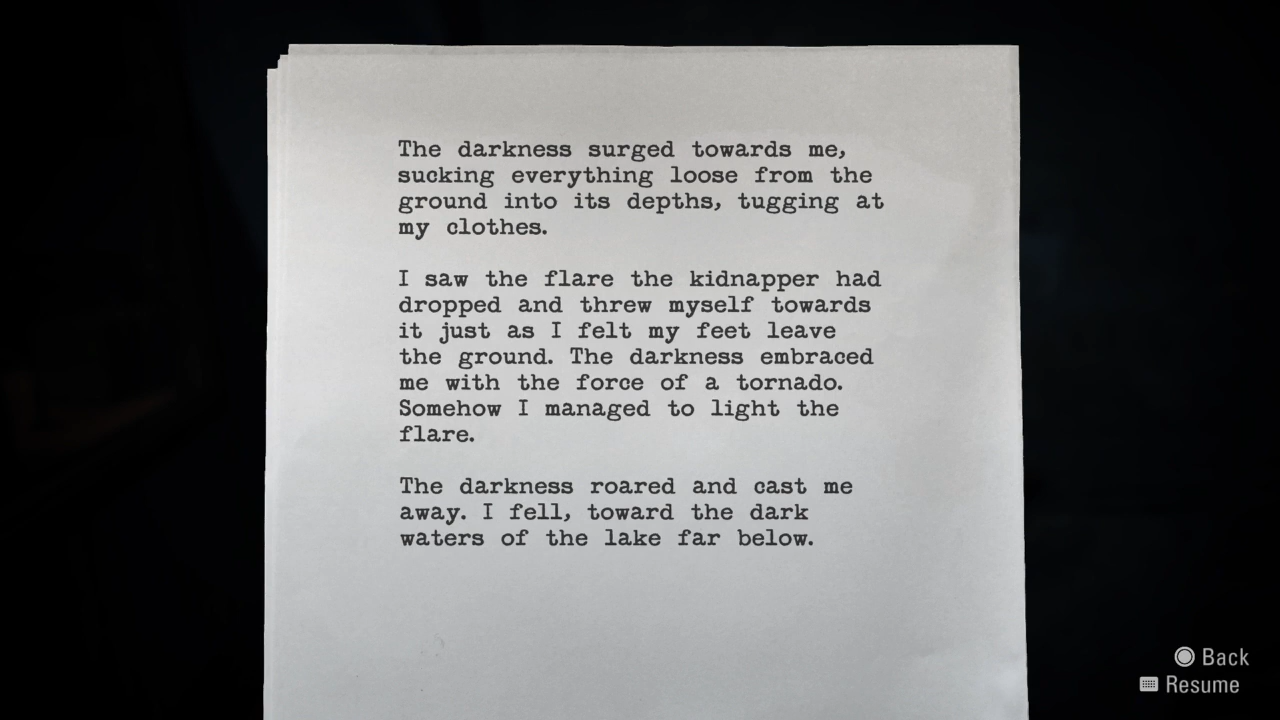 The darkness surged towards me,
sucking everything loose from the
ground into its depths, tugging at
my clothes.
I saw the flare the kidnapper had
dropped and threw myself towards
it just as I felt my feet leave
the ground. The darkness embraced
me with the force of a tornado.
Somehow I managed to light the
flare.
The darkness roared and cast me
away. I fell, toward the dark
waters of the lake far below.
Back
Resume